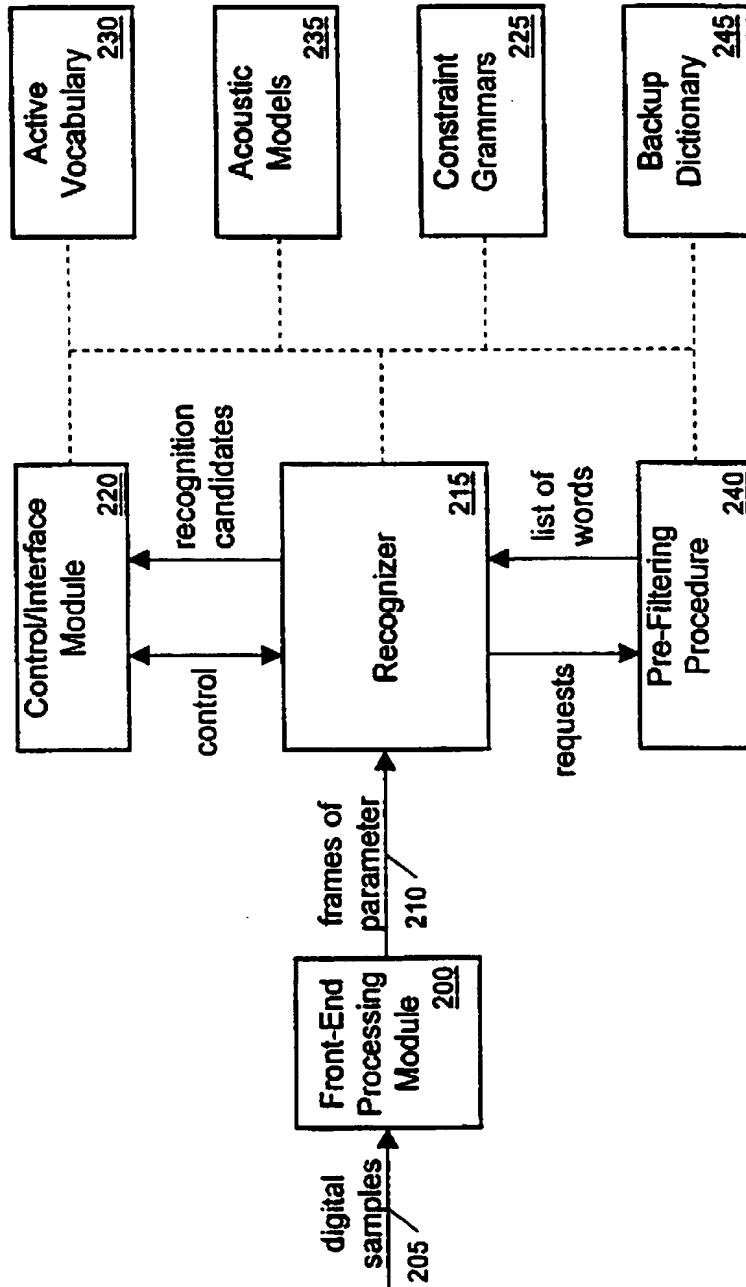 digital
samples
205
Front-End
Processing
Module
200
frames of
parameter
210
Control/Interface
Module
220
control
recognition
candidates
Recognizer
215
requests
list of
words
Pre-Filtering
Procedure
240
Active
Vocabulary
230
Acoustic
Models
235
Constraint
Grammars
225
Backup
Dictionary
245